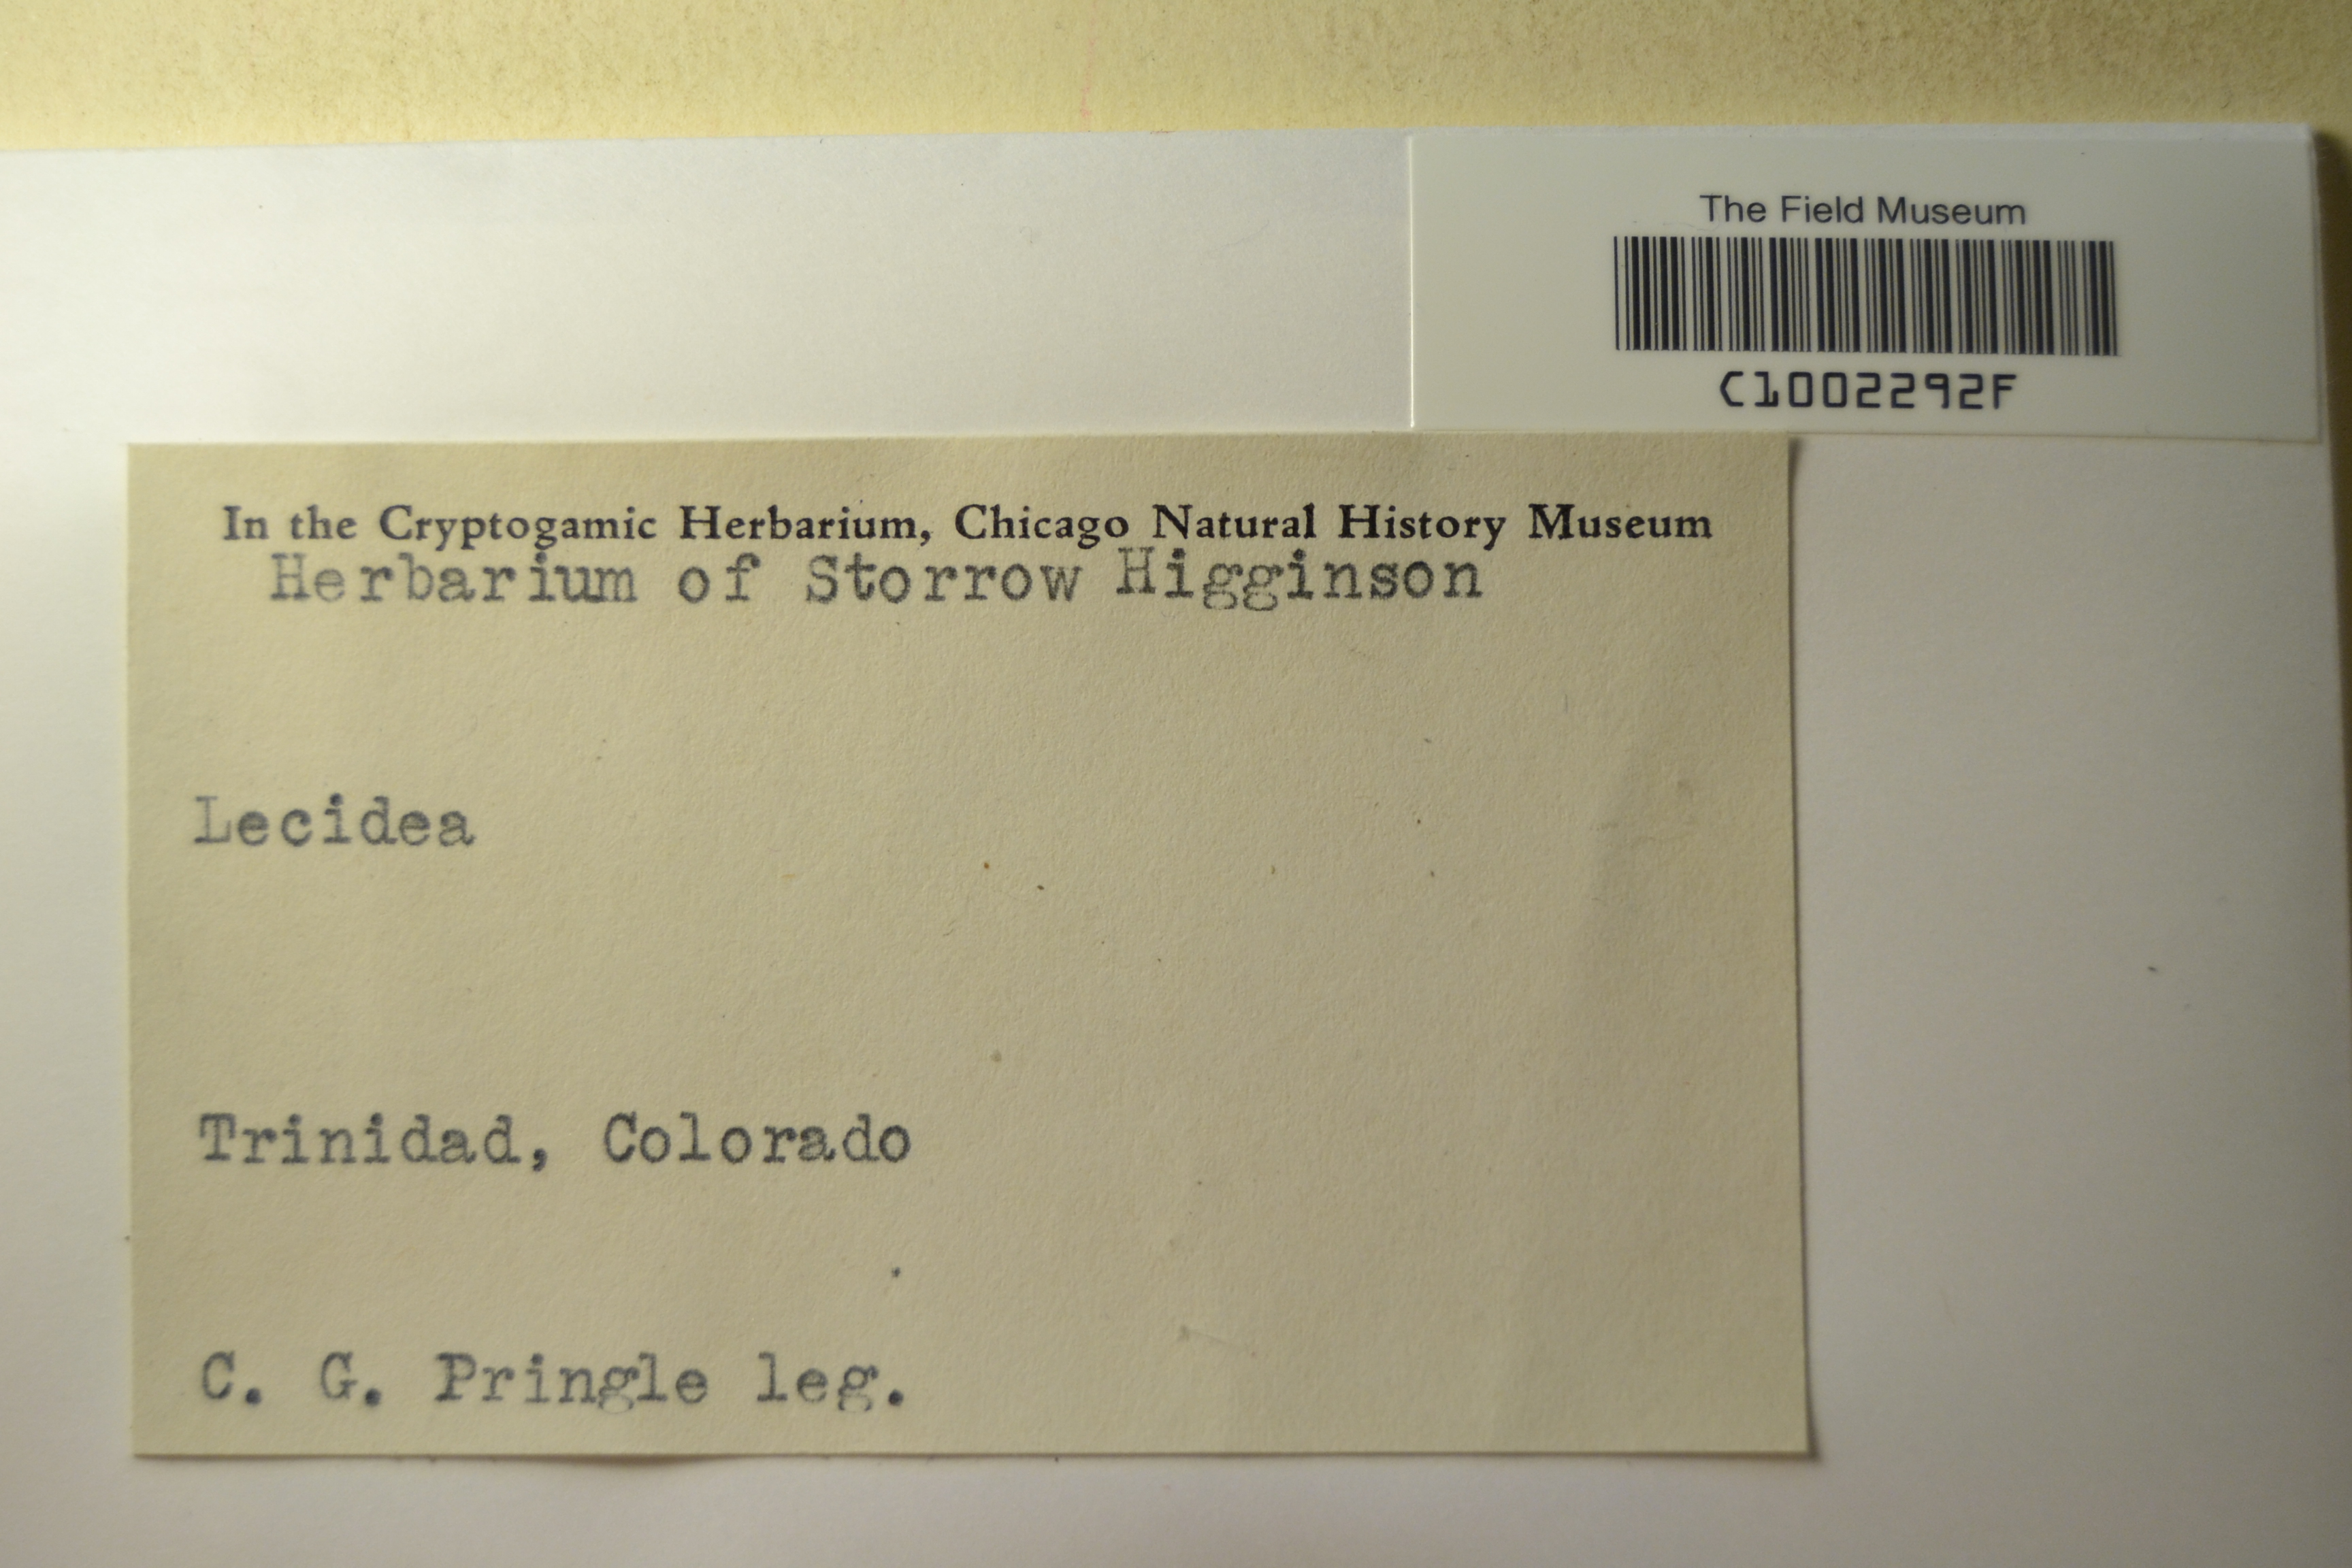 The Field Museum
C1002292F
In the Cryptogamic Herbarium, Chicago Natural History Museum
Herbarium of Storrow Higginson
Lecidea
Trinidad, Colorado
C. G. Pringle leg.